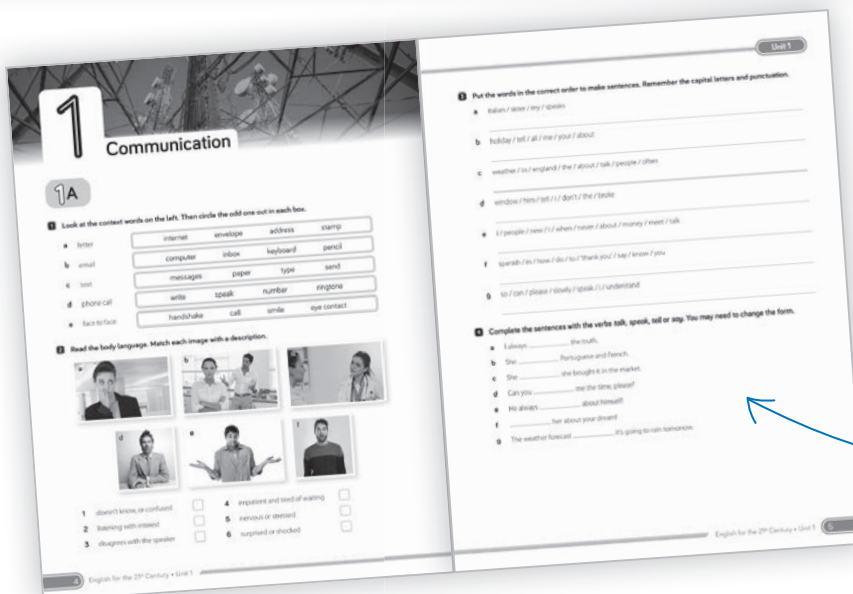 1
Communication
1A
1 Look at the context words on the left. Then circle the odd one out in each box.
a letter internet envelope address stamp
b email computer inbox keyboard pencil
c text messages paper type send
d phone call write speak number ringtone
e face to face handshake call smile eye contact
2 Read the body language. Match each image with a description.
a b
d e f
1 doesn't know, or confused
2 listening with interest
3 disagrees with the speaker
4 impatient and tired of waiting
5 nervous or stressed
6 surprised or shocked
4 English for the 21st Century • Unit 1
Unit 1
3 Put the words in the correct order to make sentences. Remember the capital letters and punctuation.
a italian / sister / my / speaks
b holiday / tell / all / me / your / about
c weather / in / england / the / about / talk / people / often
d window / him / tell / i / don't / the / broke
e i / people / new / i / when / never / about / money / meet / talk
f spanish / in / how / do / to / 'thank you' / say / know / you
g so / can / please / slowly / speak / i / understand
4 Complete the sentences with the verbs talk, speak, tell or say. You may need to change the form.
a I always ________ the truth.
b She ________ Portuguese and French.
c She ________ she bought it in the market.
d Can you ________ me the time, please?
e He always ________ about himself!
f ________ her about your dream!
g The weather forecast ________ it's going to rain tomorrow.
English for the 21st Century • Unit 1 5